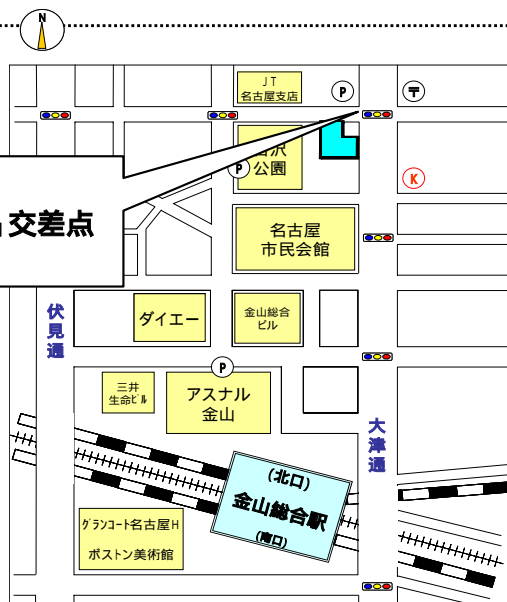 N
JT
名古屋支店
P
〒
公園
P
K
交差点
名古屋
市民会館
伏見通
ダイエー
金山総合
ビル
P
三井
生命ビル
アスナル
金山
大津通
(北口)
金山総合駅
(南口)
グランコート名古屋H
ボストン美術館